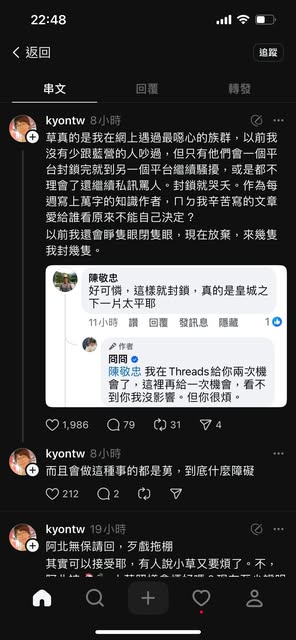 22:48
返回
追蹤
串文
回覆
轉發
kyontw 8小時
草真的是我在網上遇過最噁心的族群，以前我
沒有少跟藍營的人吵過，但只有他們會一個平
台封鎖完就到另一個平台繼續騷擾，或是都不
理會了還繼續私訊罵人。封鎖就哭夭。作為每
週寫上萬字的知識作者，ㄇㄉ我辛苦寫的文章
愛給誰看原來不能自己決定？
以前我還會睜隻眼閉隻眼，現在放棄，來幾隻
我封幾隻。
陳敬忠
好可憐，這樣就封鎖，真的是皇城之
下一片太平耶
11小時 讚 回覆 發訊息 隱藏 1
作者
冏冏
陳敬忠 我在Threads給你兩次機
會了，這裡再給一次機會，看不
到你我沒影響。但你很煩。
1,986
79
31
4
kyontw 8小時
而且會做這種事的都是男，到底什麼障礙
212
2
kyontw 19小時
阿北無保請回，歹戲拖棚
其實可以接受耶，有人說小草又要煩了。不，